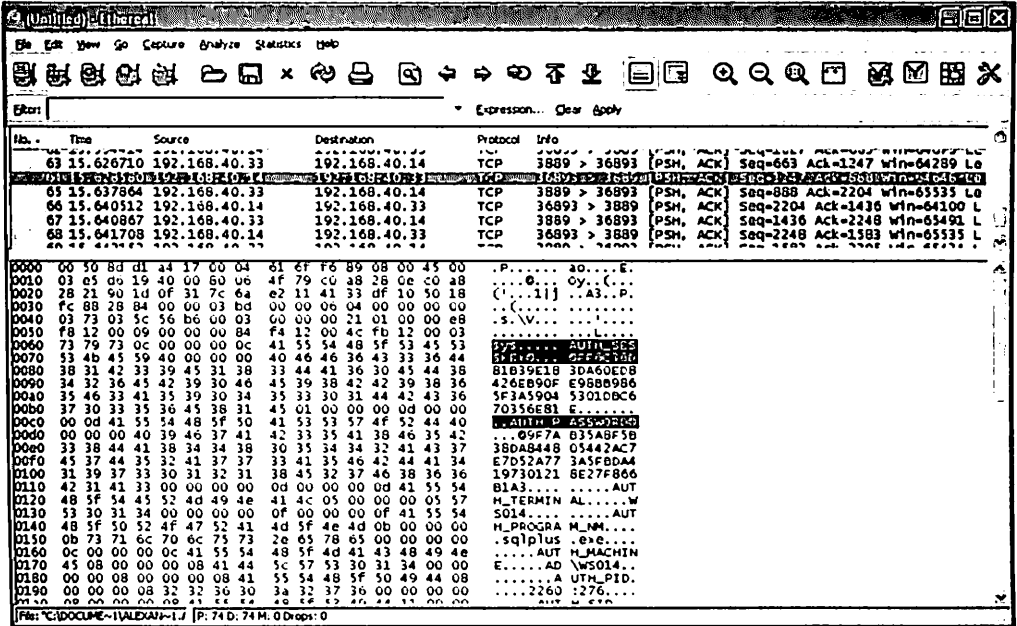 (Untitled) - Ethereal
File Edit View Go Capture Analyze Statistics Help
Filter: Expression... Clear Apply
No. - Time Source Destination Protocol Info
63 15.626710 192.168.40.33 192.168.40.14 TCP 3889 > 36893 [PSH, ACK] Seq=663 Ack=1247 Win=64289 Le
65 15.637864 192.168.40.33 192.168.40.14 TCP 3889 > 36893 [PSH, ACK] Seq=888 Ack=2204 Win=65535 Le
66 15.640512 192.168.40.14 192.168.40.33 TCP 36893 > 3889 [PSH, ACK] Seq=2204 Ack=1436 Win=64100 L
67 15.640867 192.168.40.33 192.168.40.14 TCP 3889 > 36893 [PSH, ACK] Seq=1436 Ack=2248 Win=65491 L
68 15.641708 192.168.40.14 192.168.40.33 TCP 36893 > 3889 [PSH, ACK] Seq=2248 Ack=1583 Win=65535 L
0000 00 50 8d d1 a4 17 00 04 61 6f f6 89 08 00 45 00 .P...... ao....E.
0010 03 e5 d6 19 40 00 80 06 4f 79 c0 a8 28 0e c0 a8 ....@... Oy..(...
0020 28 21 90 1d 0f 31 7c 6a e2 11 41 33 df 10 50 18 (!...1|j ..A3..P.
0030 fc 88 28 84 00 00 03 bd 00 00 06 04 00 00 00 00 ..(..... ........
0040 03 73 03 5c 56 b6 00 03 00 00 00 21 01 00 00 e8 .s.\V... ...!....
0050 f8 12 00 09 00 00 00 84 f4 12 00 4c fb 12 00 03 ........ ...L....
0060 73 79 73 0c 00 00 00 0c 41 55 54 48 5f 53 45 53 sys..... AUTH_SES
0070 53 4b 45 59 40 00 00 00 40 46 46 36 43 33 36 44
0080 38 31 42 33 39 45 31 38 33 44 41 36 30 45 44 38 81B39E18 3DA60ED8
0090 34 32 36 45 42 39 30 46 45 39 38 42 42 39 38 36 426EB90F E98BB986
00a0 35 46 33 41 35 39 30 34 35 33 30 31 44 42 43 36 5F3A5904 5301DBC6
00b0 37 30 33 35 36 45 38 31 45 01 00 00 00 0d 00 00 70356E81 E.......
00c0 00 0d 41 55 54 48 5f 50 41 53 53 57 4f 52 44 40 ..AUTH_P ASSWORD@
00d0 00 00 00 40 39 46 37 41 42 33 35 41 38 46 35 42 ...@9F7A B35A8F5B
00e0 33 38 44 41 38 34 34 38 30 35 34 34 32 41 43 37 38DA8448 05442AC7
00f0 45 37 44 35 32 41 37 37 33 41 35 46 42 44 41 34 E7D52A77 3A5FBDA4
0100 31 39 37 33 30 31 32 31 38 45 32 37 46 38 36 36 19730121 8E27F866
0110 42 31 41 33 00 00 00 00 0d 00 00 00 0d 41 55 54 B1A3.... .....AUT
0120 48 5f 54 45 52 4d 49 4e 41 4c 05 00 00 00 05 57 H_TERMIN AL.....W
0130 53 30 31 34 00 00 00 00 0f 00 00 00 0f 41 55 54 S014.... .....AUT
0140 48 5f 50 52 4f 47 52 41 4d 5f 4e 4d 0b 00 00 00 H_PROGRA M_NM....
0150 0b 73 71 6c 70 6c 75 73 2e 65 78 65 00 00 00 00 .sqlplus .exe....
0160 0c 00 00 00 0c 41 55 54 48 5f 4d 41 43 48 49 4e .....AUT H_MACHIN
0170 45 08 00 00 00 08 41 44 5c 57 53 30 31 34 00 00 E.....AD \WS014..
0180 00 00 08 00 00 00 08 41 55 54 48 5f 50 49 44 08 .......A UTH_PID.
0190 00 00 00 08 32 32 36 30 3a 32 37 36 00 00 00 00 ....2260 :276....
File: "C:\DOCUME~1\ALEXAN~1. P: 74 D: 74 M: 0 Drops: 0